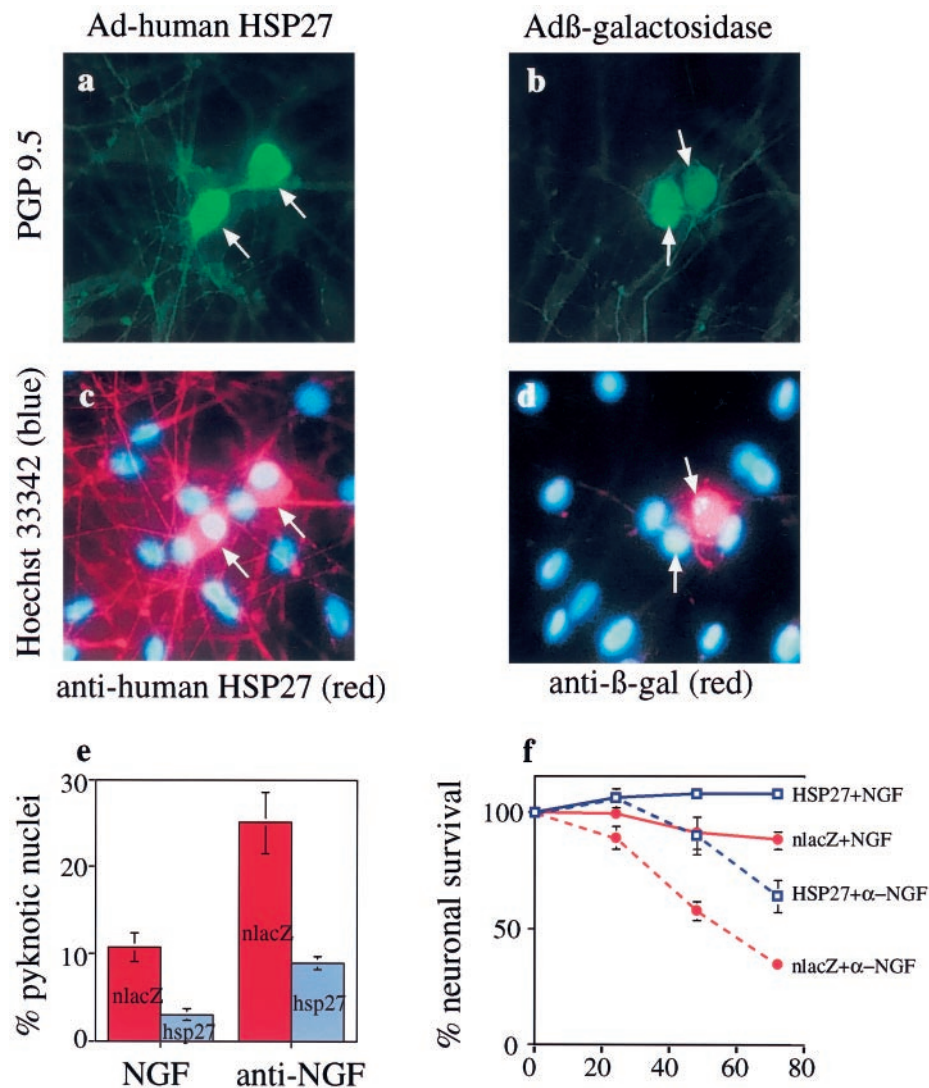 Ad-human HSP27
Adß-galactosidase
PGP 9.5
a
b
Hoechst 33342 (blue)
c
d
anti-human HSP27 (red)
anti-ß-gal (red)
e
% pyknotic nuclei
30
20
10
0
nlacZ
hsp27
nlacZ
hsp27
NGF
anti-NGF
f
% neuronal survival
100
50
0
0
20
40
60
80
HSP27+NGF
nlacZ+NGF
HSP27+α−NGF
nlacZ+α−NGF